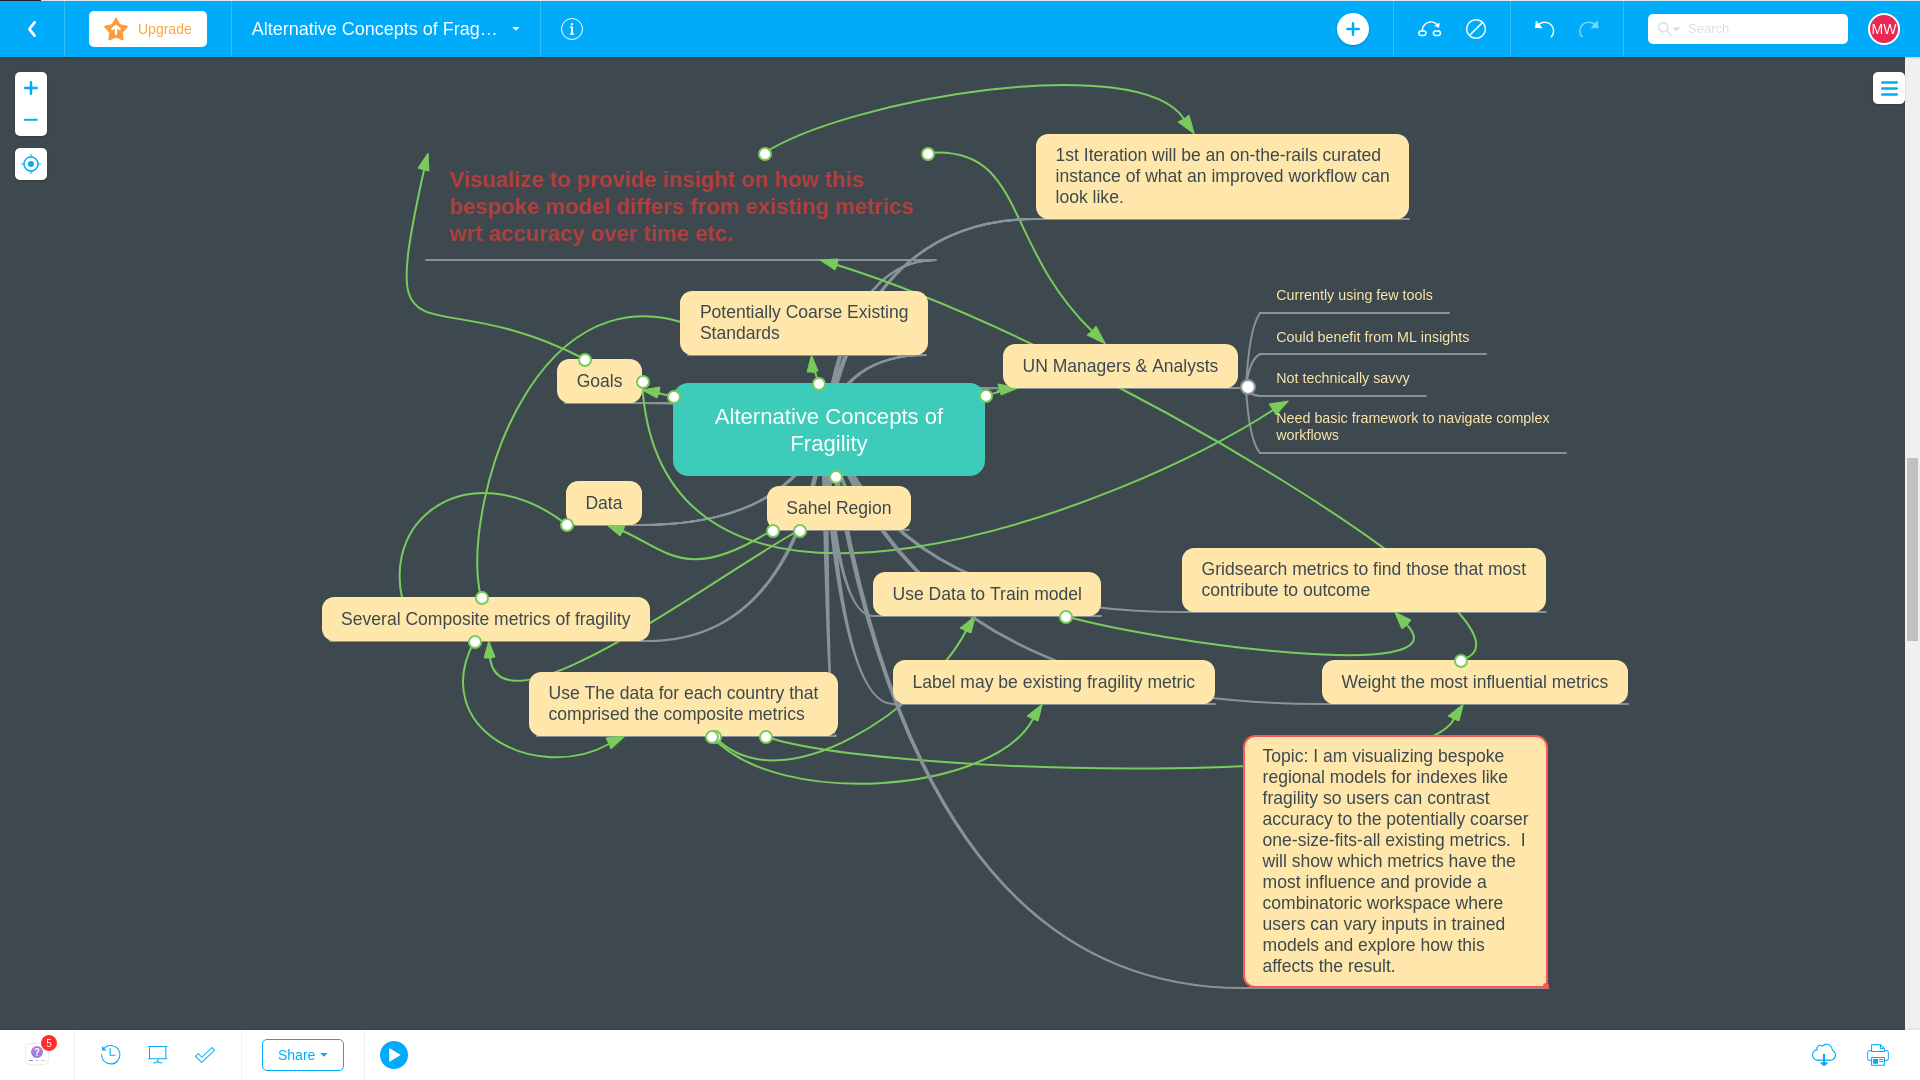 Upgrade
Alternative Concepts of Frag...
Search
MW
1st Iteration will be an on-the-rails curated
instance of what an improved workflow can
look like.
Visualize to provide insight on how this
bespoke model differs from existing metrics
wrt accuracy over time etc.
Potentially Coarse Existing
Standards
Currently using few tools
Could benefit from ML insights
Not technically savvy
Need basic framework to navigate complex
workflows
UN Managers & Analysts
Goals
Alternative Concepts of
Fragility
Data
Sahel Region
Use Data to Train model
Gridsearch metrics to find those that most
contribute to outcome
Several Composite metrics of fragility
Use The data for each country that
comprised the composite metrics
Label may be existing fragility metric
Weight the most influential metrics
Topic: I am visualizing bespoke
regional models for indexes like
fragility so users can contrast
accuracy to the potentially coarser
one-size-fits-all existing metrics.  I
will show which metrics have the
most influence and provide a
combinatoric workspace where
users can vary inputs in trained
models and explore how this
affects the result.
5
Share